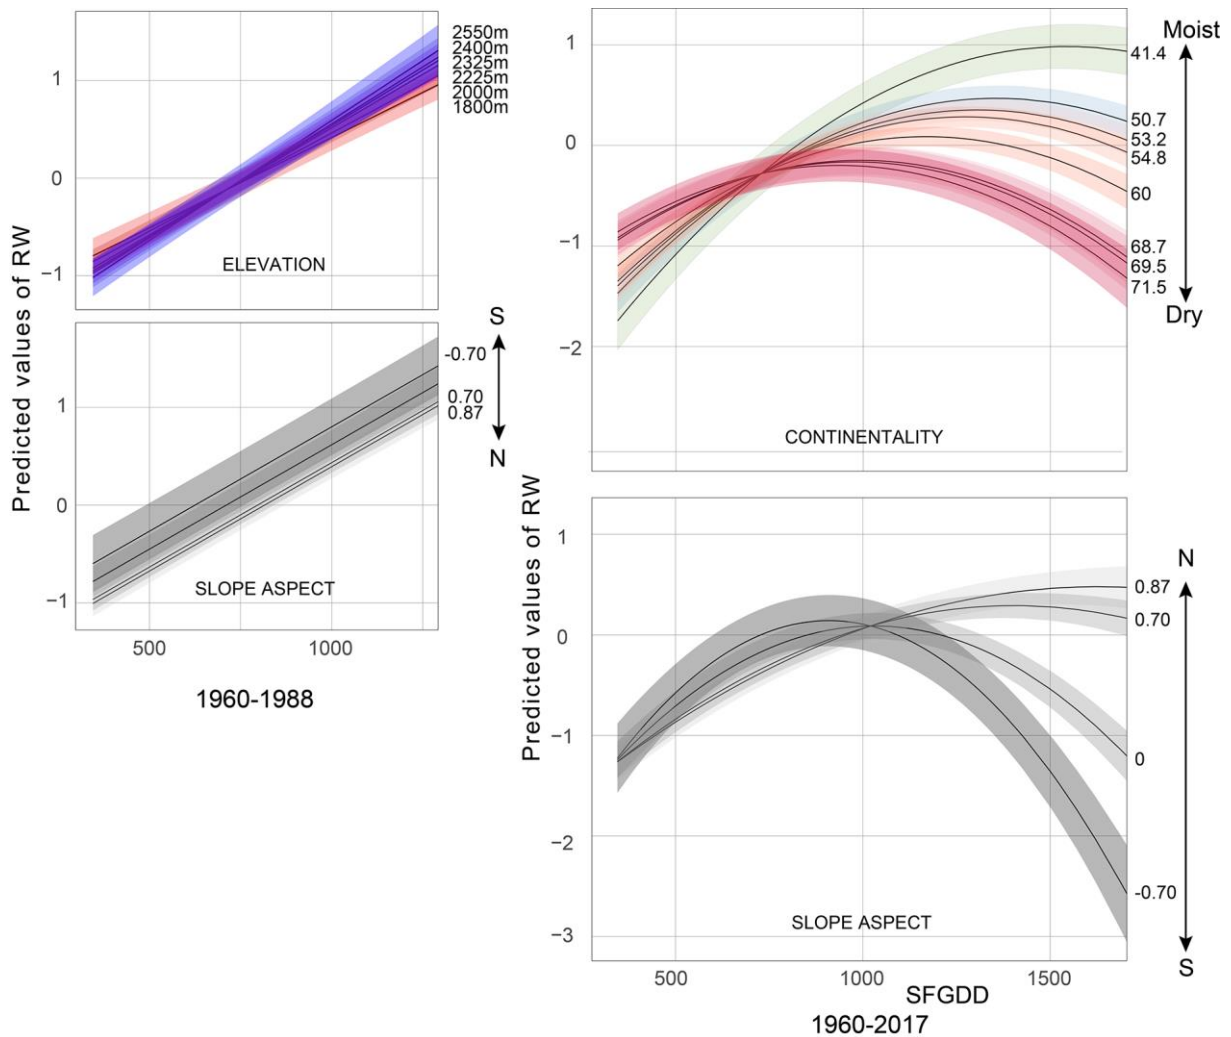 Predicted values of RW
1
0
−1
2550m
2400m
2325m
2225m
2000m
1800m
ELEVATION
1
0
−1
S
-0.70
0.70
0.87
N
SLOPE ASPECT
500
1000
1960-1988
Predicted values of RW
1
0
−1
−2
Moist
41.4
50.7
53.2
54.8
60
68.7
69.5
71.5
Dry
CONTINENTALITY
1
0
−1
−2
−3
N
0.87
0.70
0
-0.70
S
SLOPE ASPECT
500
1000
1500
SFGDD
1960-2017